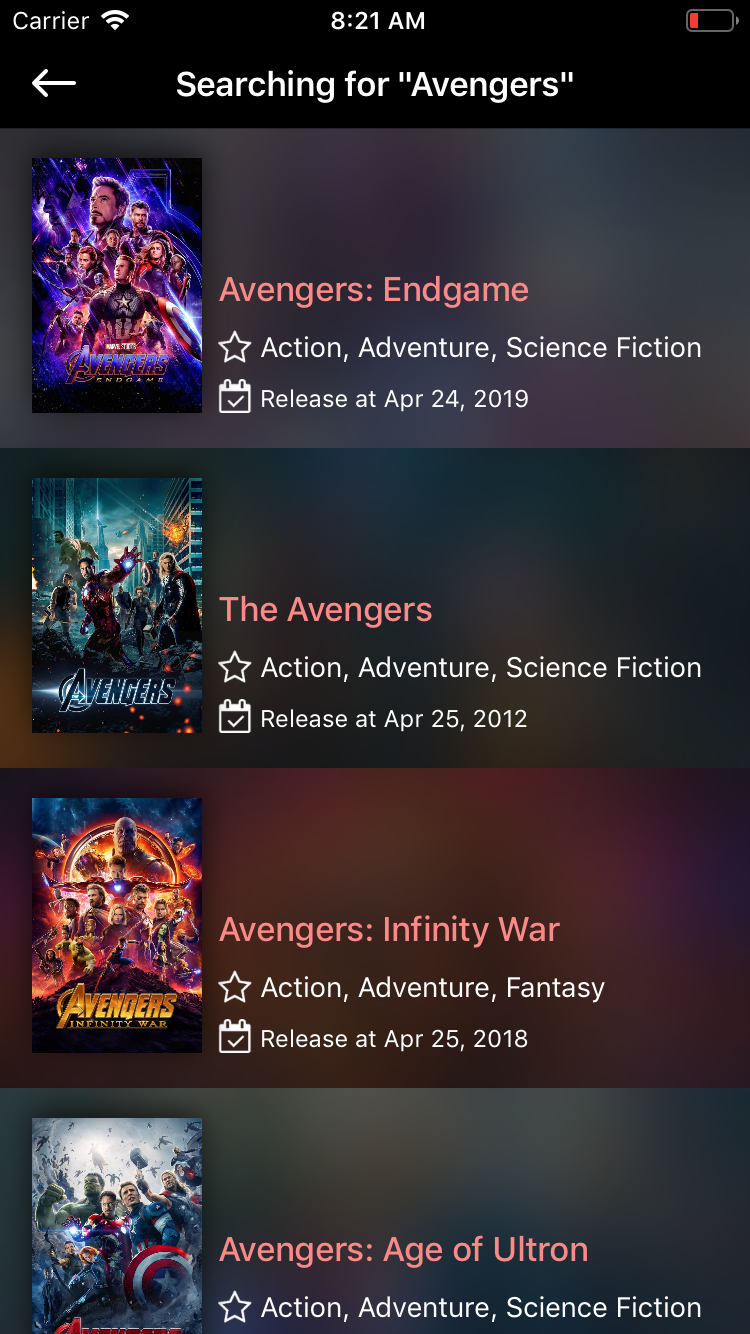 Carrier 8:21 AM
Searching for "Avengers"
MARVEL STUDIOS
AVENGERS
ENDGAME
Avengers: Endgame
Action, Adventure, Science Fiction
Release at Apr 24, 2019
AVENGERS
The Avengers
Action, Adventure, Science Fiction
Release at Apr 25, 2012
AVENGERS
INFINITY WAR
Avengers: Infinity War
Action, Adventure, Fantasy
Release at Apr 25, 2018
Avengers: Age of Ultron
Action, Adventure, Science Fiction